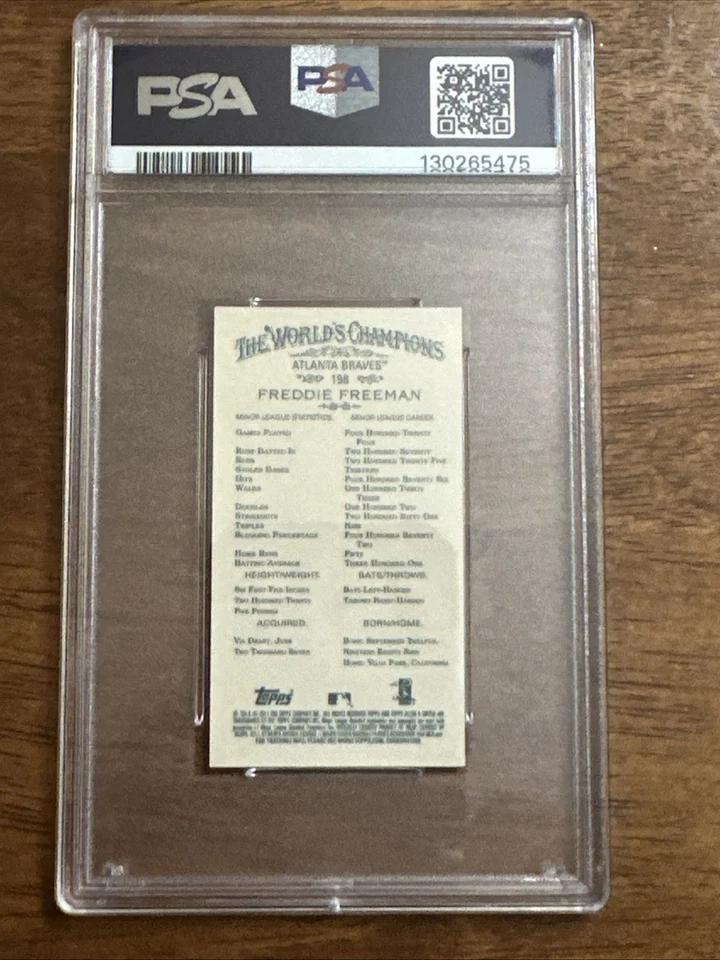 PSA
PSA
130265475
THE WORLD'S CHAMPIONS
ATLANTA BRAVES™
198
FREDDIE FREEMAN
MINOR LEAGUE STATISTICS. MINOR LEAGUE CAREER.
GAMES PLAYED FOUR HUNDRED TWENTY
FOUR
RUNS BATTED IN TWO HUNDRED SEVENTY
RUNS TWO HUNDRED TWENTY FIVE
STOLEN BASES THIRTEEN
HITS FOUR HUNDRED SEVENTY SIX
WALKS ONE HUNDRED THIRTY
THREE
DOUBLES ONE HUNDRED TWO
STRIKEOUTS TWO HUNDRED SIXTY ONE
TRIPLES NINE
SLUGGING PERCENTAGE FOUR HUNDRED SEVENTY
TWO
HOME RUNS FIFTY
BATTING AVERAGE THREE HUNDRED ONE
HEIGHT/WEIGHT. BATS/THROWS.
SIX FOOT FIVE INCHES BATS LEFT-HANDED
TWO HUNDRED THIRTY THROWS RIGHT-HANDED
FIVE POUNDS
ACQUIRED. BORN/HOME.
VIA DRAFT, JUNE BORN: SEPTEMBER TWELFTH,
TWO THOUSAND SEVEN NINETEEN EIGHTY NINE
HOME: VILLA PARK, CALIFORNIA
Topps